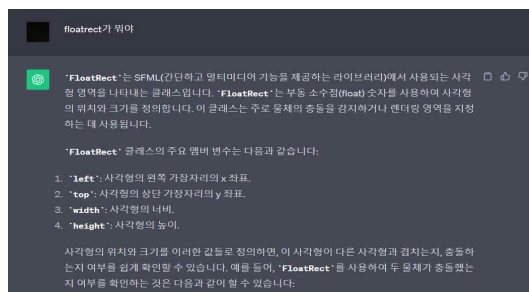 floatrect가 뭐야
`FloatRect`는 SFML(간단하고 멀티미디어 기능을 제공하는 라이브러리)에서 사용되는 사각
형 영역을 나타내는 클래스입니다. `FloatRect`는 부동 소수점(float) 숫자를 사용하여 사각형
의 위치와 크기를 정의합니다. 이 클래스는 주로 물체의 충돌을 감지하거나 렌더링 영역을 지정
하는 데 사용됩니다.
`FloatRect` 클래스의 주요 멤버 변수는 다음과 같습니다:
1. `left`: 사각형의 왼쪽 가장자리의 x 좌표.
2. `top`: 사각형의 상단 가장자리의 y 좌표.
3. `width`: 사각형의 너비.
4. `height`: 사각형의 높이.
사각형의 위치와 크기를 이러한 값들로 정의하면, 이 사각형이 다른 사각형과 겹치는지, 충돌하
는지 여부를 쉽게 확인할 수 있습니다. 예를 들어, `FloatRect`를 사용하여 두 물체가 충돌했는
지 여부를 확인하는 것은 다음과 같이 할 수 있습니다: